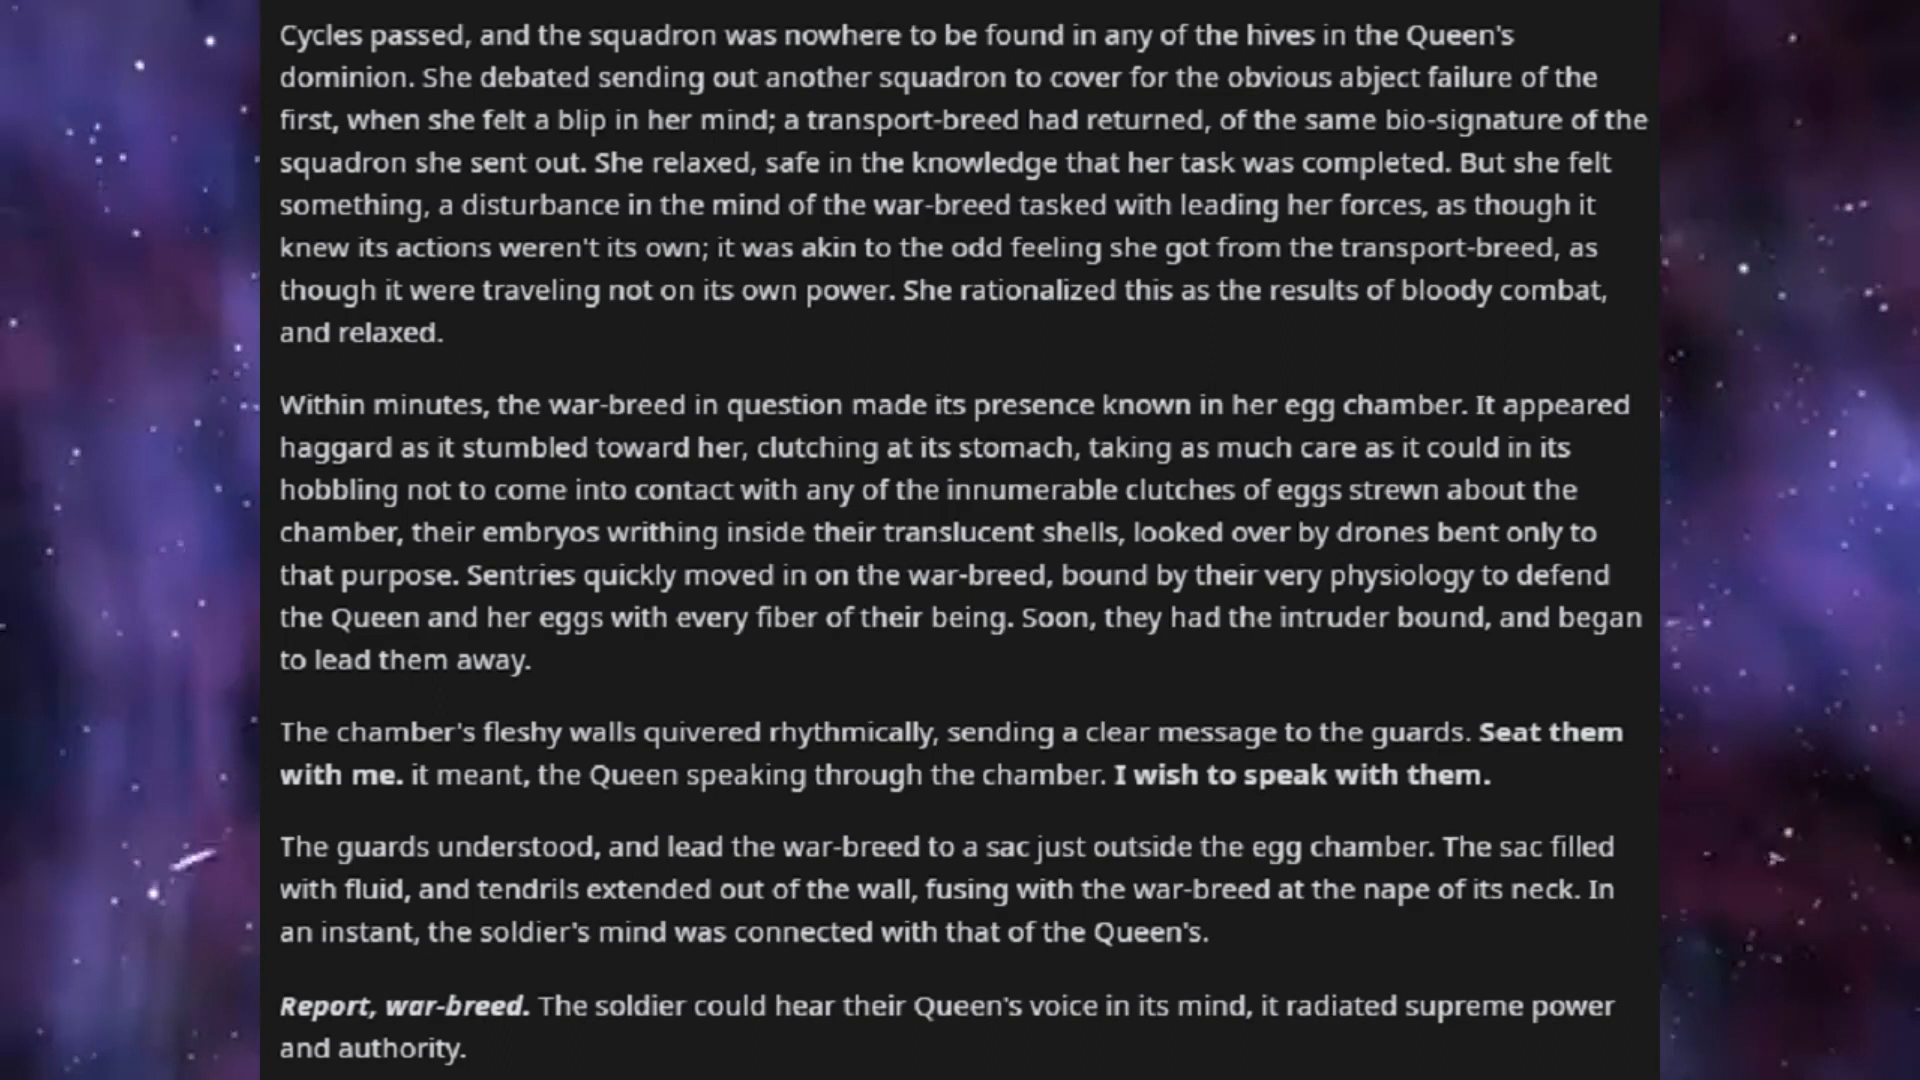 Cycles passed, and the squadron was nowhere to be found in any of the hives in the Queen's
dominion. She debated sending out another squadron to cover for the obvious abject failure of the
first, when she felt a blip in her mind; a transport-breed had returned, of the same bio-signature of the
squadron she sent out. She relaxed, safe in the knowledge that her task was completed. But she felt
something, a disturbance in the mind of the war-breed tasked with leading her forces, as though it
knew its actions weren't its own; it was akin to the odd feeling she got from the transport-breed, as
though it were traveling not on its own power. She rationalized this as the results of bloody combat,
and relaxed.
Within minutes, the war-breed in question made its presence known in her egg chamber. It appeared
haggard as it stumbled toward her, clutching at its stomach, taking as much care as it could in its
hobbling not to come into contact with any of the innumerable clutches of eggs strewn about the
chamber, their embryos writhing inside their translucent shells, looked over by drones bent only to
that purpose. Sentries quickly moved in on the war-breed, bound by their very physiology to defend
the Queen and her eggs with every fiber of their being. Soon, they had the intruder bound, and began
to lead them away.
The chamber's fleshy walls quivered rhythmically, sending a clear message to the guards. Seat them
with me. it meant, the Queen speaking through the chamber. I wish to speak with them.
The guards understood, and lead the war-breed to a sac just outside the egg chamber. The sac filled
with fluid, and tendrils extended out of the wall, fusing with the war-breed at the nape of its neck. In
an instant, the soldier's mind was connected with that of the Queen's.
Report, war-breed. The soldier could hear their Queen's voice in its mind, it radiated supreme power
and authority.